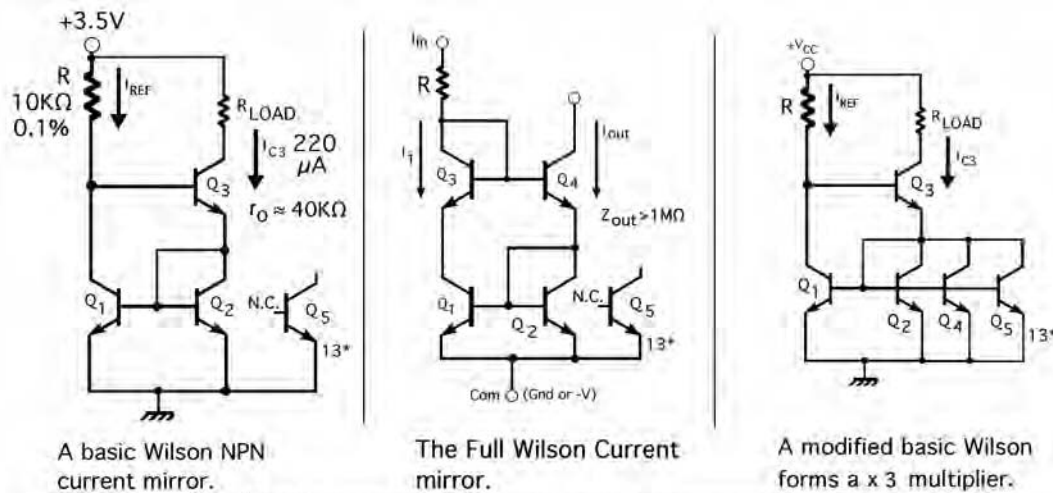 +3.5V
R
10KΩ
0.1%
IREF
RLOAD
IC3 220
µA
Q3
rO ≈ 40KΩ
Q1
Q2
N.C.
Q5
13*
A basic Wilson NPN
current mirror.
Iin
R
I1
Iout
Q3
Q4
Zout>1MΩ
Q1
Q2
N.C.
Q5
13*
Com (Gnd or -V)
The Full Wilson Current
mirror.
+VCC
R
IREF
RLOAD
IC3
Q3
Q1
Q2
Q4
Q5
13*
A modified basic Wilson
forms a x 3 multiplier.